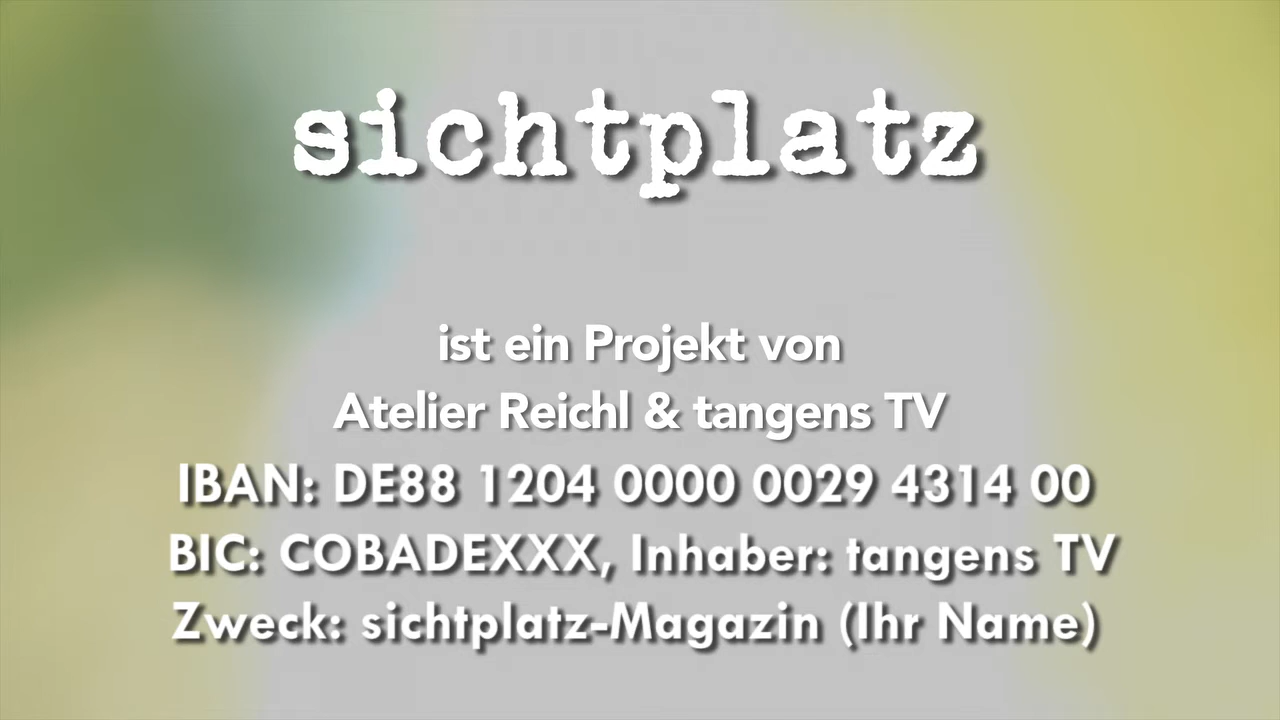 sichtplatz
ist ein Projekt von
Atelier Reichl & tangens TV
IBAN: DE88 1204 0000 0029 4314 00
BIC: COBADEXXX, Inhaber: tangens TV
Zweck: sichtplatz-Magazin (Ihr Name)